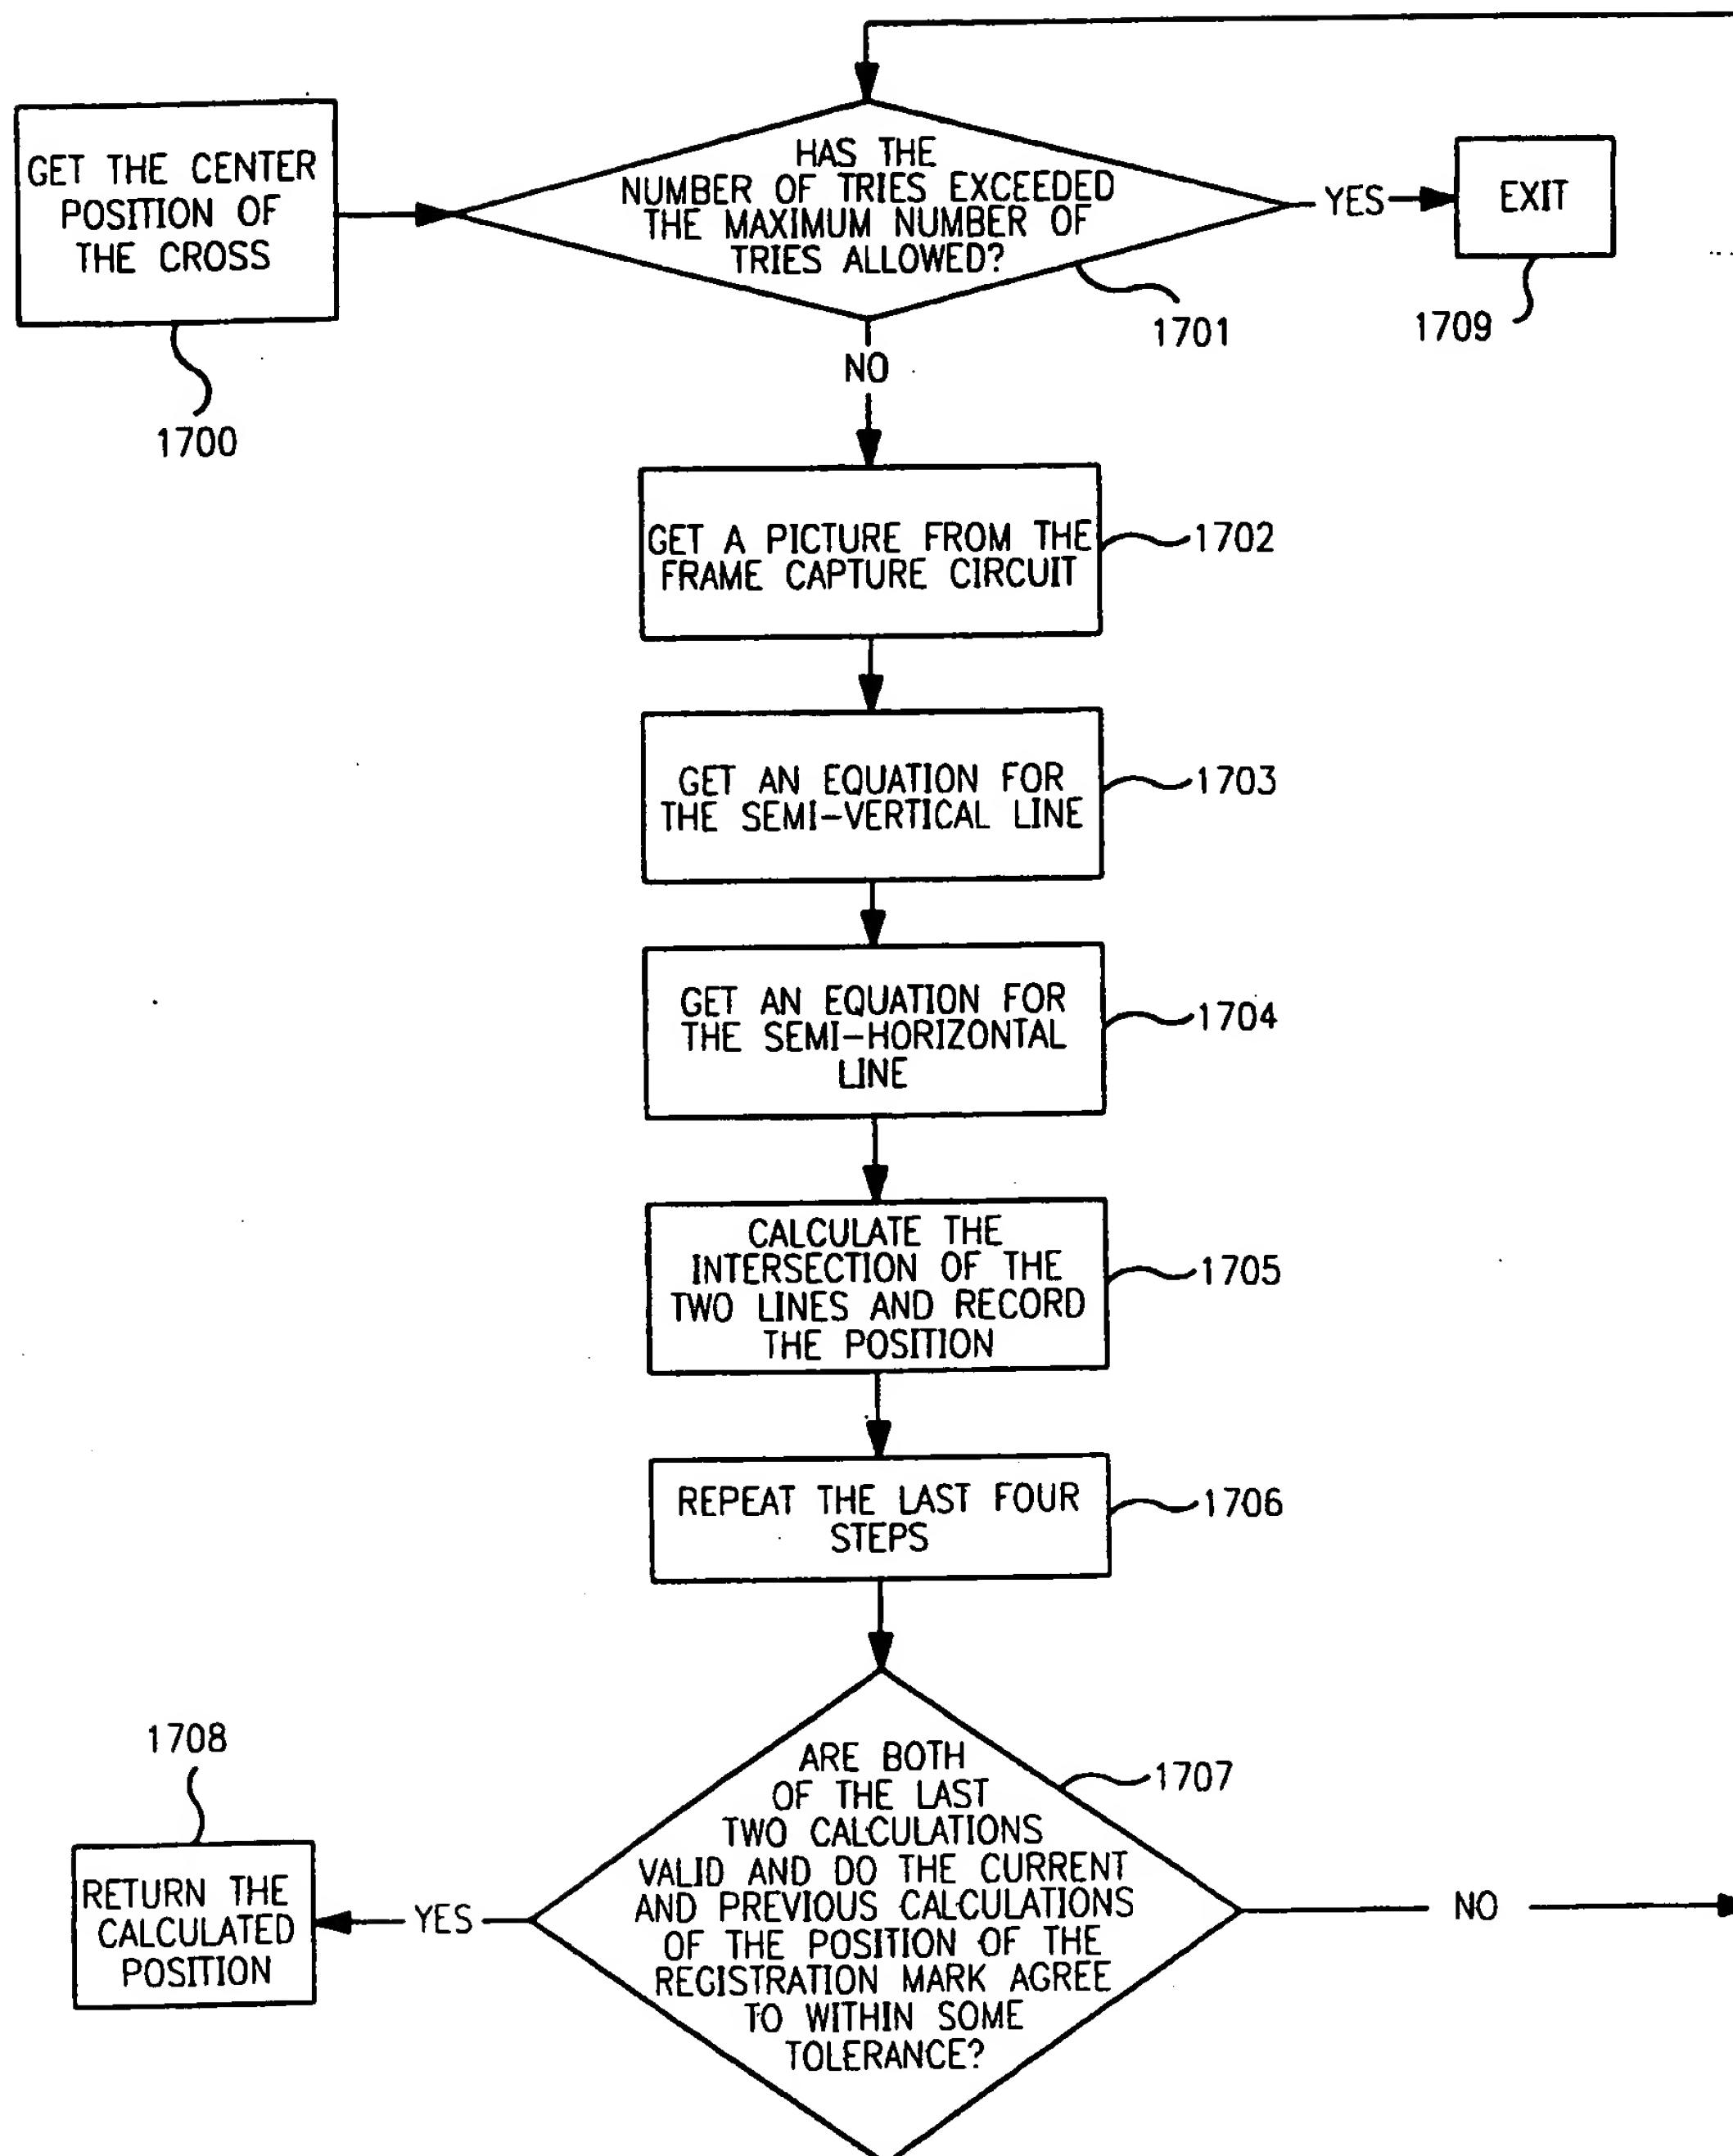 GET THE CENTER
POSITION OF
THE CROSS
1700
HAS THE
NUMBER OF TRIES EXCEEDED
THE MAXIMUM NUMBER OF
TRIES ALLOWED?
1701
YES
EXIT
1709
NO
GET A PICTURE FROM THE
FRAME CAPTURE CIRCUIT
1702
GET AN EQUATION FOR
THE SEMI-VERTICAL LINE
1703
GET AN EQUATION FOR
THE SEMI-HORIZONTAL
LINE
1704
CALCULATE THE
INTERSECTION OF THE
TWO LINES AND RECORD
THE POSITION
1705
REPEAT THE LAST FOUR
STEPS
1706
ARE BOTH
OF THE LAST
TWO CALCULATIONS
VALID AND DO THE CURRENT
AND PREVIOUS CALCULATIONS
OF THE POSITION OF THE
REGISTRATION MARK AGREE
TO WITHIN SOME
TOLERANCE?
1707
NO
YES
1708
RETURN THE
CALCULATED
POSITION